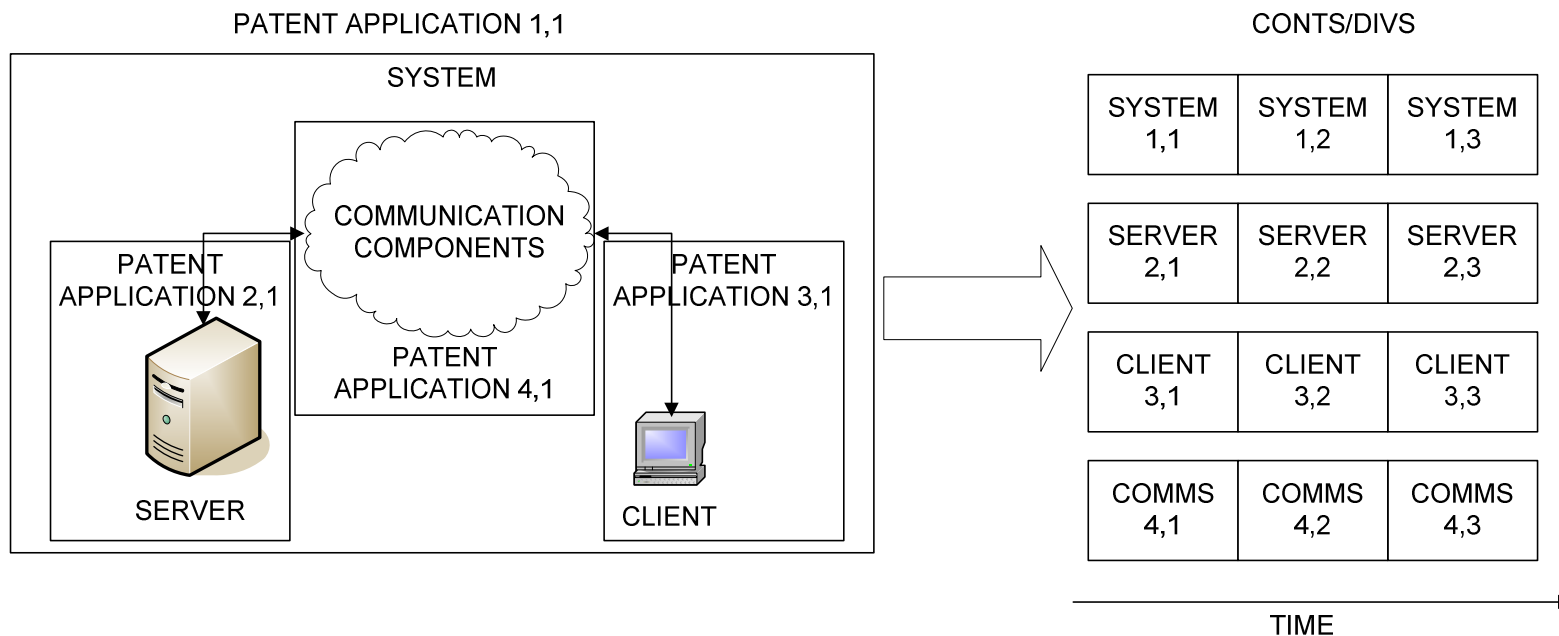 PATENT APPLICATION 1,1
SYSTEM
COMMUNICATION
COMPONENTS
PATENT
APPLICATION 2,1
PATENT
APPLICATION 3,1
PATENT
APPLICATION 4,1
SERVER
CLIENT
CONTS/DIVS
SYSTEM
1,1
SYSTEM
1,2
SYSTEM
1,3
SERVER
2,1
SERVER
2,2
SERVER
2,3
CLIENT
3,1
CLIENT
3,2
CLIENT
3,3
COMMS
4,1
COMMS
4,2
COMMS
4,3
TIME